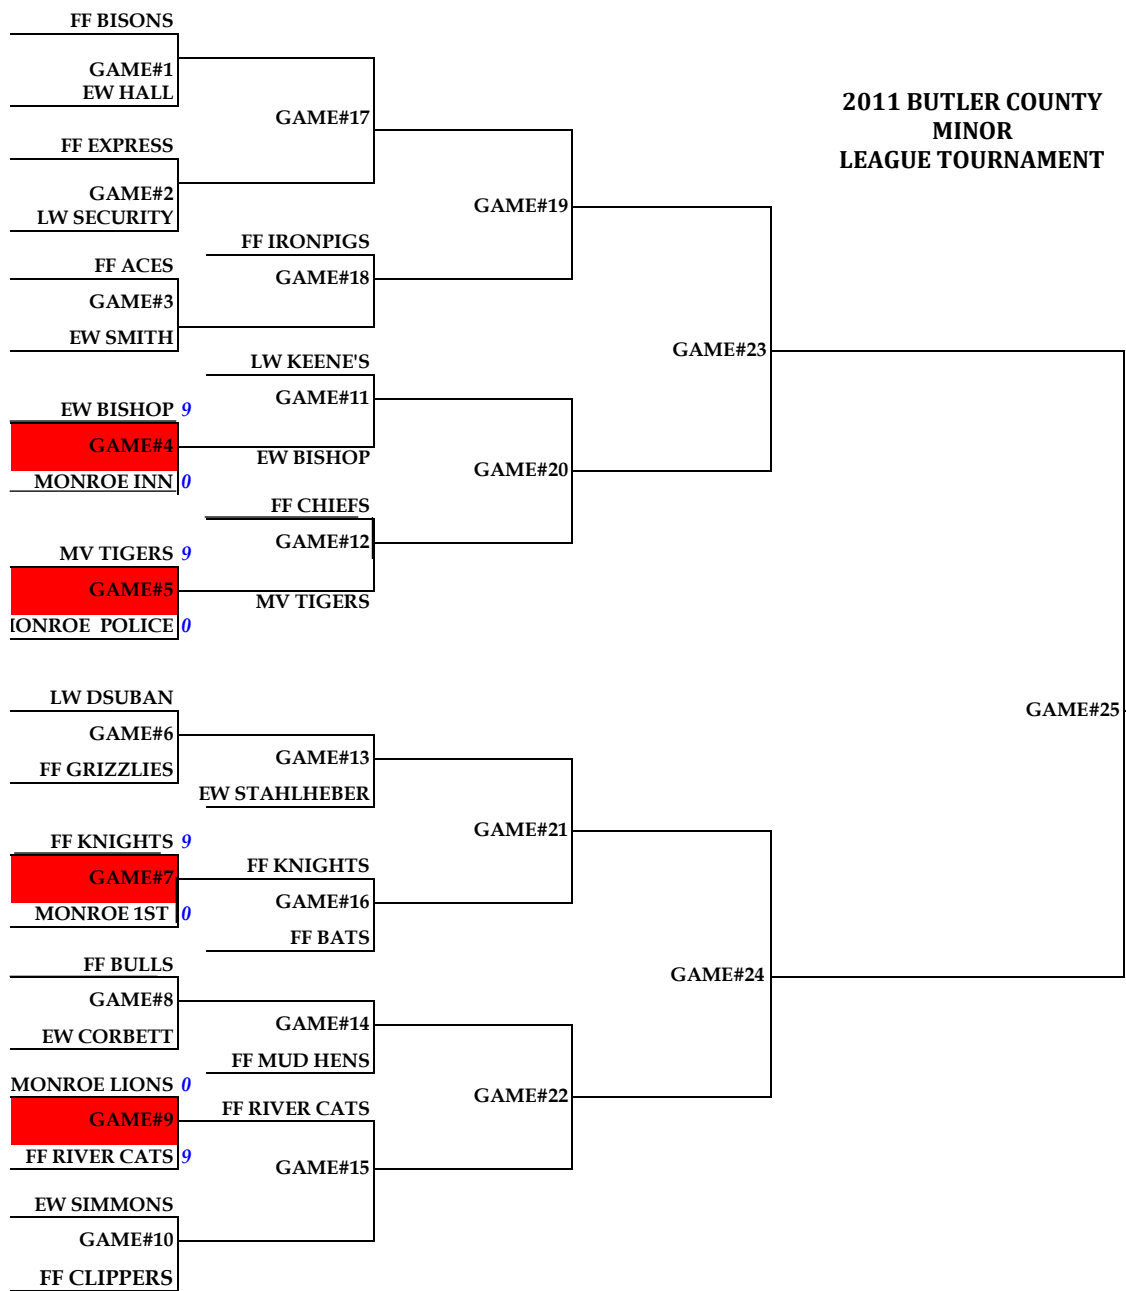 FF BISONS
GAME#1
EW HALL
GAME#17
2011 BUTLER COUNTY
MINOR
LEAGUE TOURNAMENT
FF EXPRESS
GAME#2
LW SECURITY
GAME#19
FF IRONPIGS
FF ACES
GAME#18
GAME#3
EW SMITH
GAME#23
LW KEENE'S
GAME#11
EW BISHOP 9
GAME#4
EW BISHOP
GAME#20
MONROE INN 0
FF CHIEFS
GAME#12
MV TIGERS 9
GAME#5
MV TIGERS
IONROE  POLICE 0
LW DSUBAN
GAME#25
GAME#6
GAME#13
FF GRIZZLIES
EW STAHLHEBER
GAME#21
FF KNIGHTS 9
GAME#7
FF KNIGHTS
GAME#16
MONROE 1ST 0
FF BATS
FF BULLS
GAME#24
GAME#8
GAME#14
EW CORBETT
FF MUD HENS
MONROE LIONS 0
GAME#22
GAME#9
FF RIVER CATS
FF RIVER CATS 9
GAME#15
EW SIMMONS
GAME#10
FF CLIPPERS